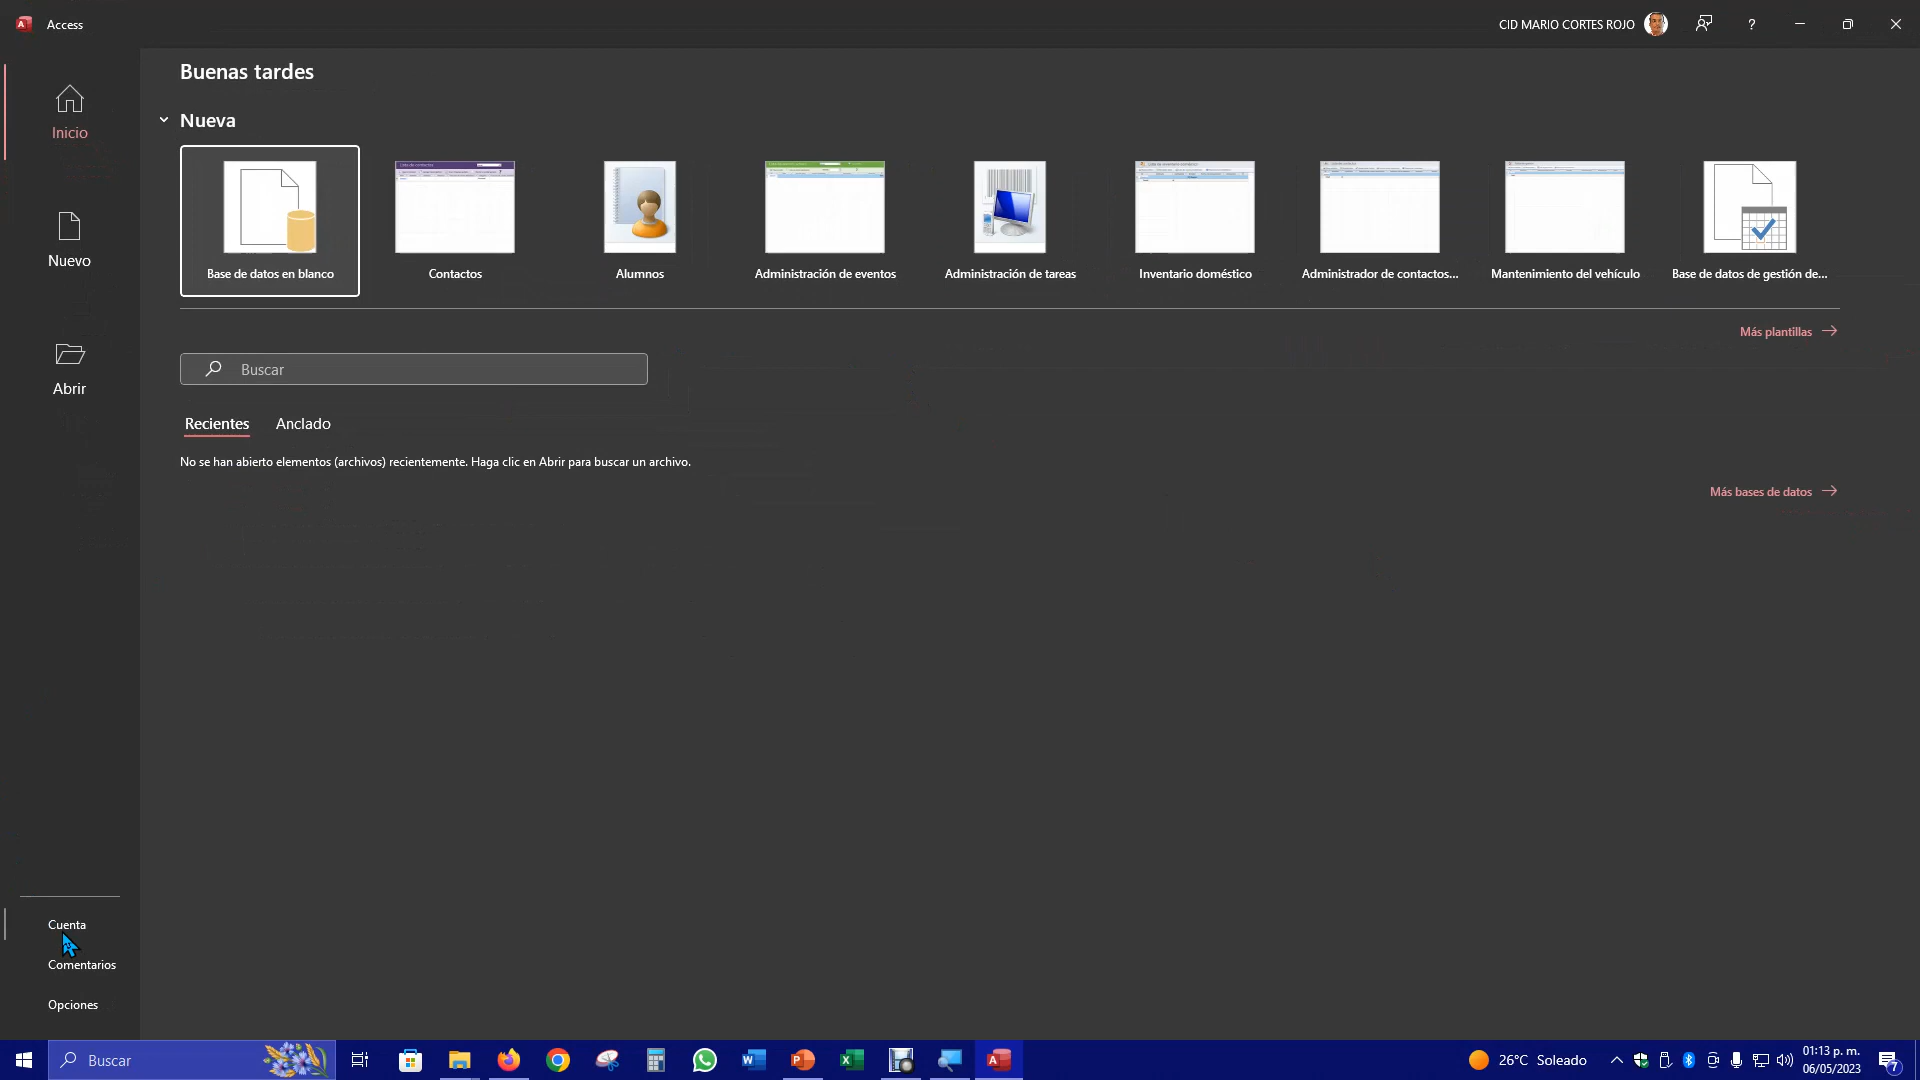 Access
CID MARIO CORTES ROJO
?
Inicio
Nuevo
Abrir
Buenas tardes
Nueva
Base de datos en blanco
Contactos
Alumnos
Administración de eventos
Administración de tareas
Inventario doméstico
Administrador de contactos...
Mantenimiento del vehículo
Base de datos de gestión de...
Más plantillas
Buscar
Recientes
Anclado
No se han abierto elementos (archivos) recientemente. Haga clic en Abrir para buscar un archivo.
Más bases de datos
Cuenta
Comentarios
Opciones
Buscar
26°C Soleado
01:13 p. m.
06/05/2023
7